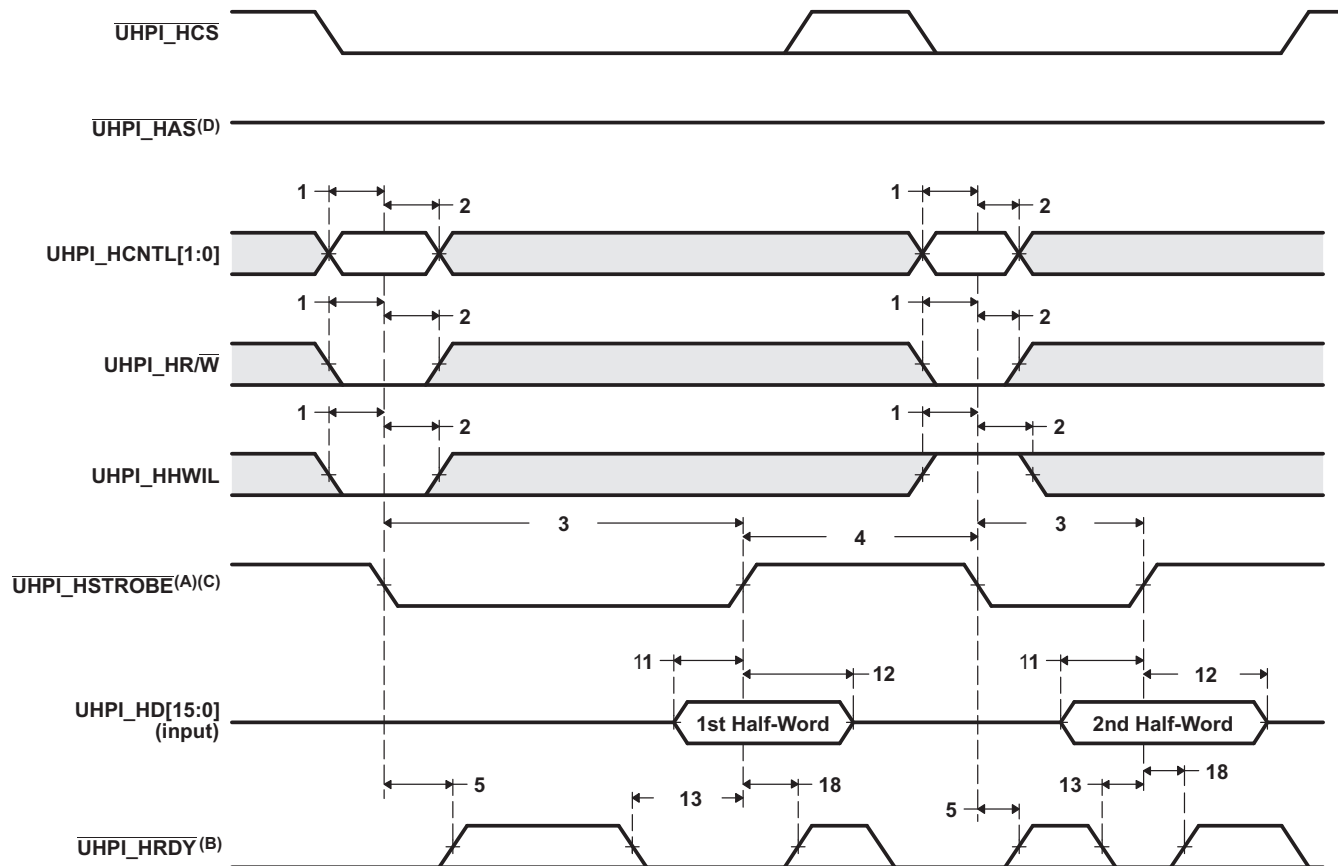 UHPI_HCS
UHPI_HAS(D)
1 2 1 2
UHPI_HCNTL[1:0]
1 2 1 2
UHPI_HR/W
1 2 1 2
UHPI_HHWIL
3 4 3
UHPI_HSTROBE(A)(C)
11 12 11 12
UHPI_HD[15:0]
(input)
1st Half-Word 2nd Half-Word
5 13 18 5 13 18
UHPI_HRDY(B)